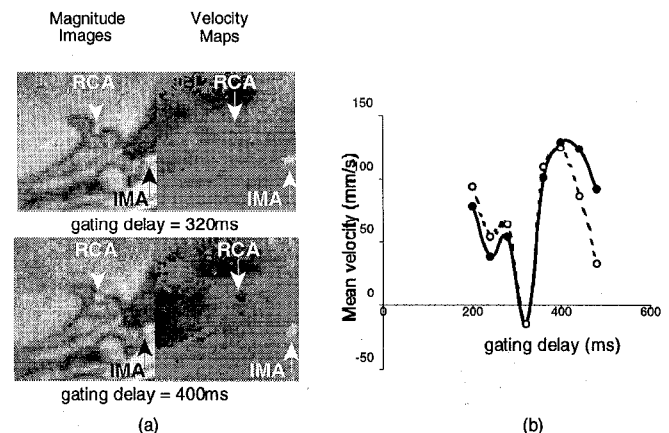 Magnitude Images
Velocity Maps
RCA
RCA
IMA
IMA
gating delay = 320ms
RCA
RCA
IMA
IMA
gating delay = 400ms
(a)
150
100
50
0
-50
Mean velocity (mm/s)
0
200
400
600
gating delay (ms)
(b)